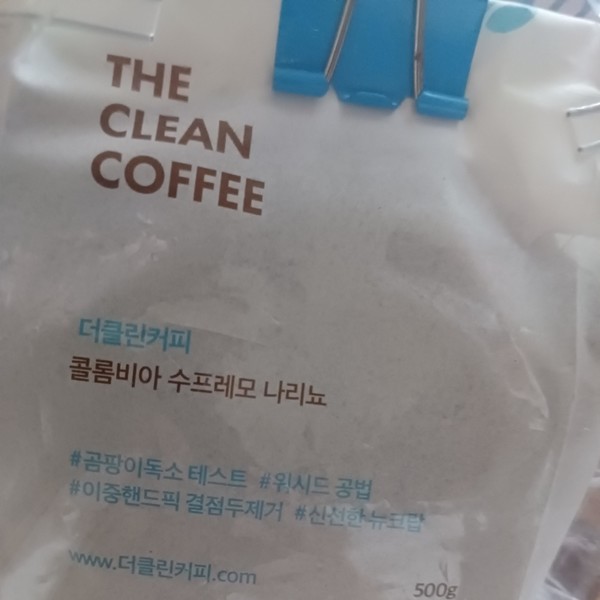 THE
CLEAN
COFFEE
더클린커피
콜롬비아 수프레모 나리뇨
#곰팡이독소 테스트 #워시드 공법
#이중핸드픽 결점두제거 #신선한 뉴크랍
www.더클린커피.com
500g